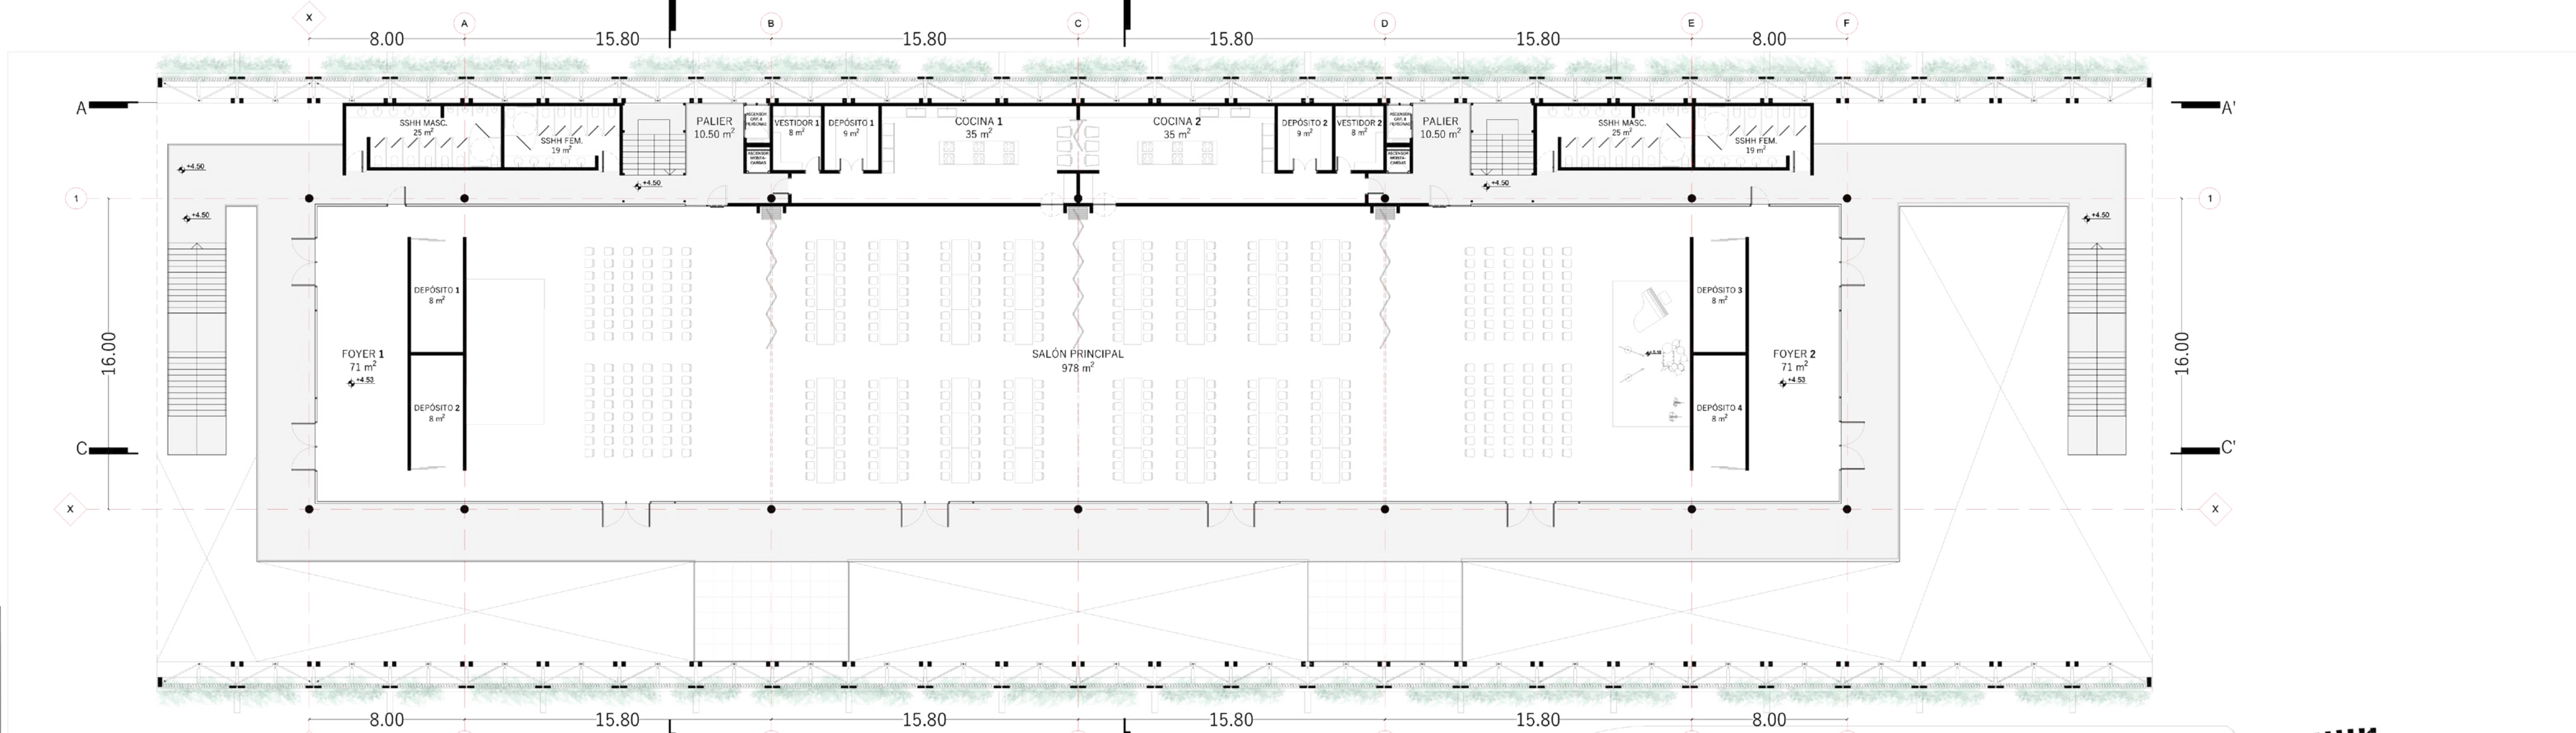 X A B C D E F
8.00 15.80 15.80 15.80 15.80 8.00
A A'
SSHH MASC.
25 m²
SSHH FEM.
19 m²
PALIER
10.50 m²
VESTIDOR 1
8 m²
DEPÓSITO 1
9 m²
COCINA 1
35 m²
COCINA 2
35 m²
DEPÓSITO 2
9 m²
VESTIDOR 2
8 m²
PALIER
10.50 m²
SSHH MASC.
25 m²
SSHH FEM.
19 m²
+4.50
+4.50
+4.50
1 1
+4.50
+4.50
DEPÓSITO 1
8 m²
DEPÓSITO 3
8 m²
16.00
FOYER 1
71 m²
+4.53
SALÓN PRINCIPAL
978 m²
FOYER 2
71 m²
+4.53
16.00
DEPÓSITO 2
8 m²
DEPÓSITO 4
8 m²
C C'
X X
8.00 15.80 15.80 15.80 15.80 8.00